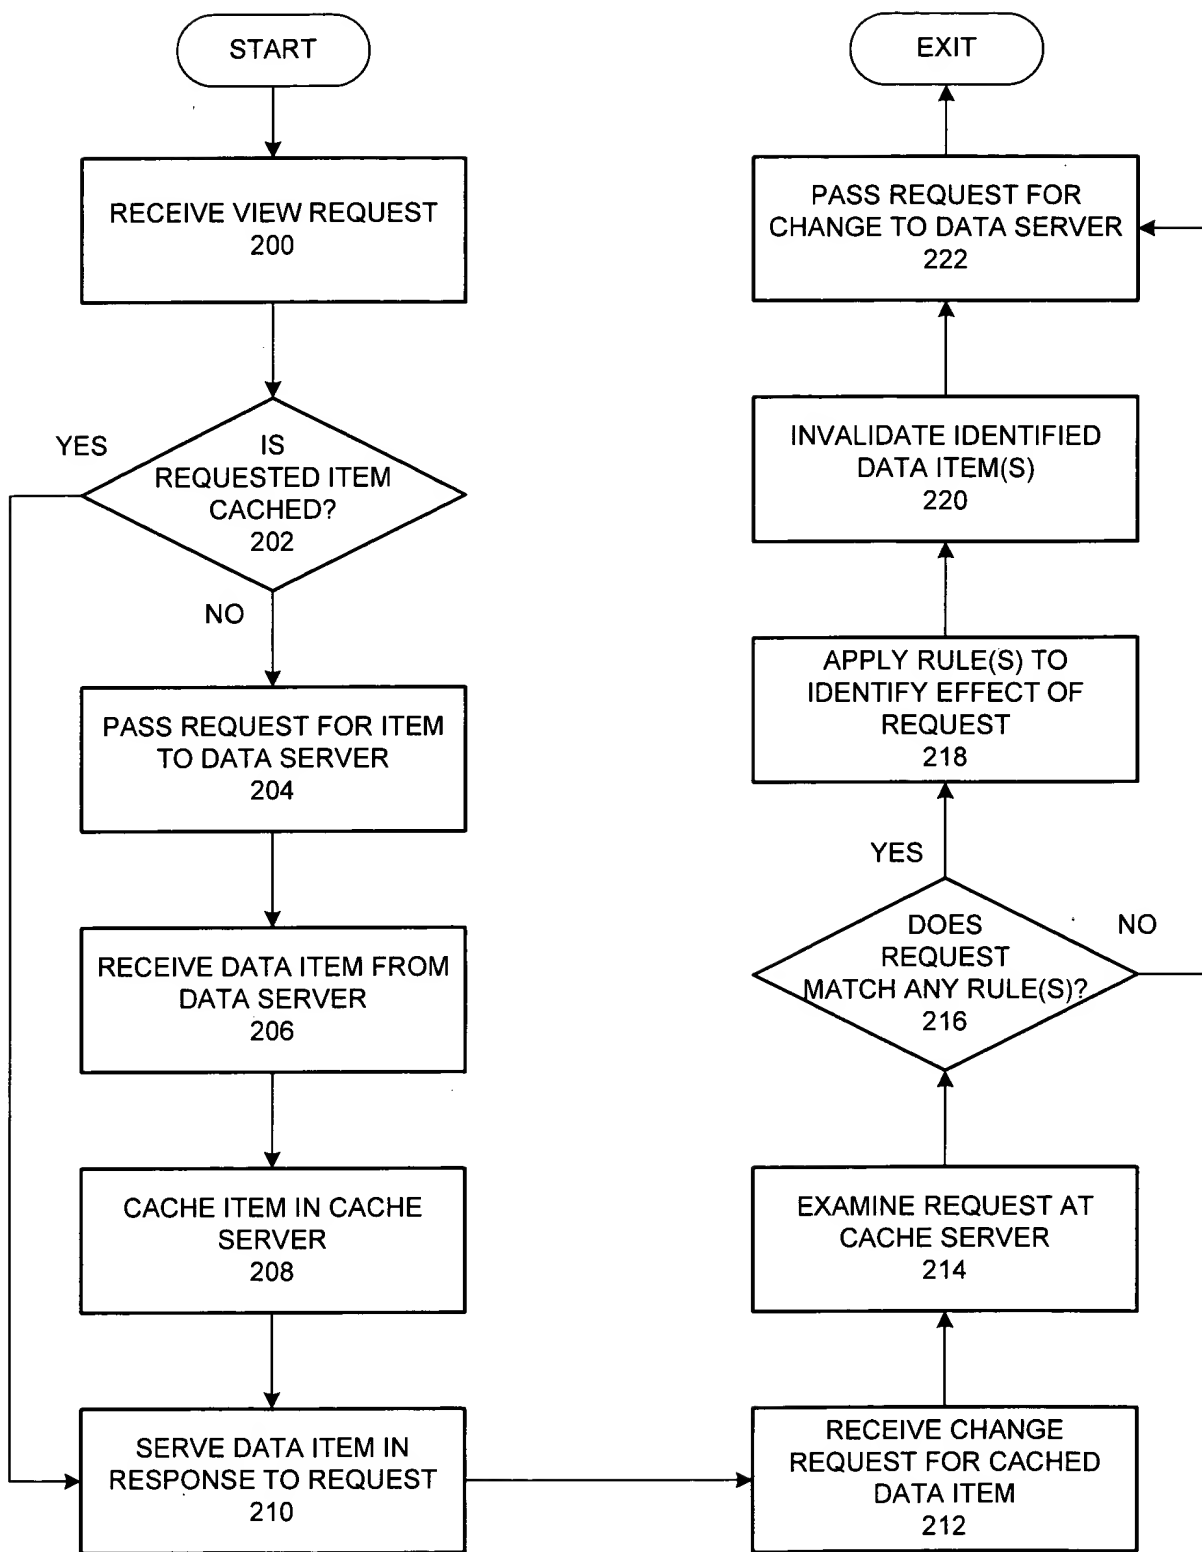 START
RECEIVE VIEW REQUEST
200
YES
IS
REQUESTED ITEM
CACHED?
202
NO
PASS REQUEST FOR ITEM
TO DATA SERVER
204
RECEIVE DATA ITEM FROM
DATA SERVER
206
CACHE ITEM IN CACHE
SERVER
208
SERVE DATA ITEM IN
RESPONSE TO REQUEST
210
EXIT
PASS REQUEST FOR
CHANGE TO DATA SERVER
222
INVALIDATE IDENTIFIED
DATA ITEM(S)
220
APPLY RULE(S) TO
IDENTIFY EFFECT OF
REQUEST
218
YES
DOES
REQUEST
MATCH ANY RULE(S)?
216
NO
EXAMINE REQUEST AT
CACHE SERVER
214
RECEIVE CHANGE
REQUEST FOR CACHED
DATA ITEM
212